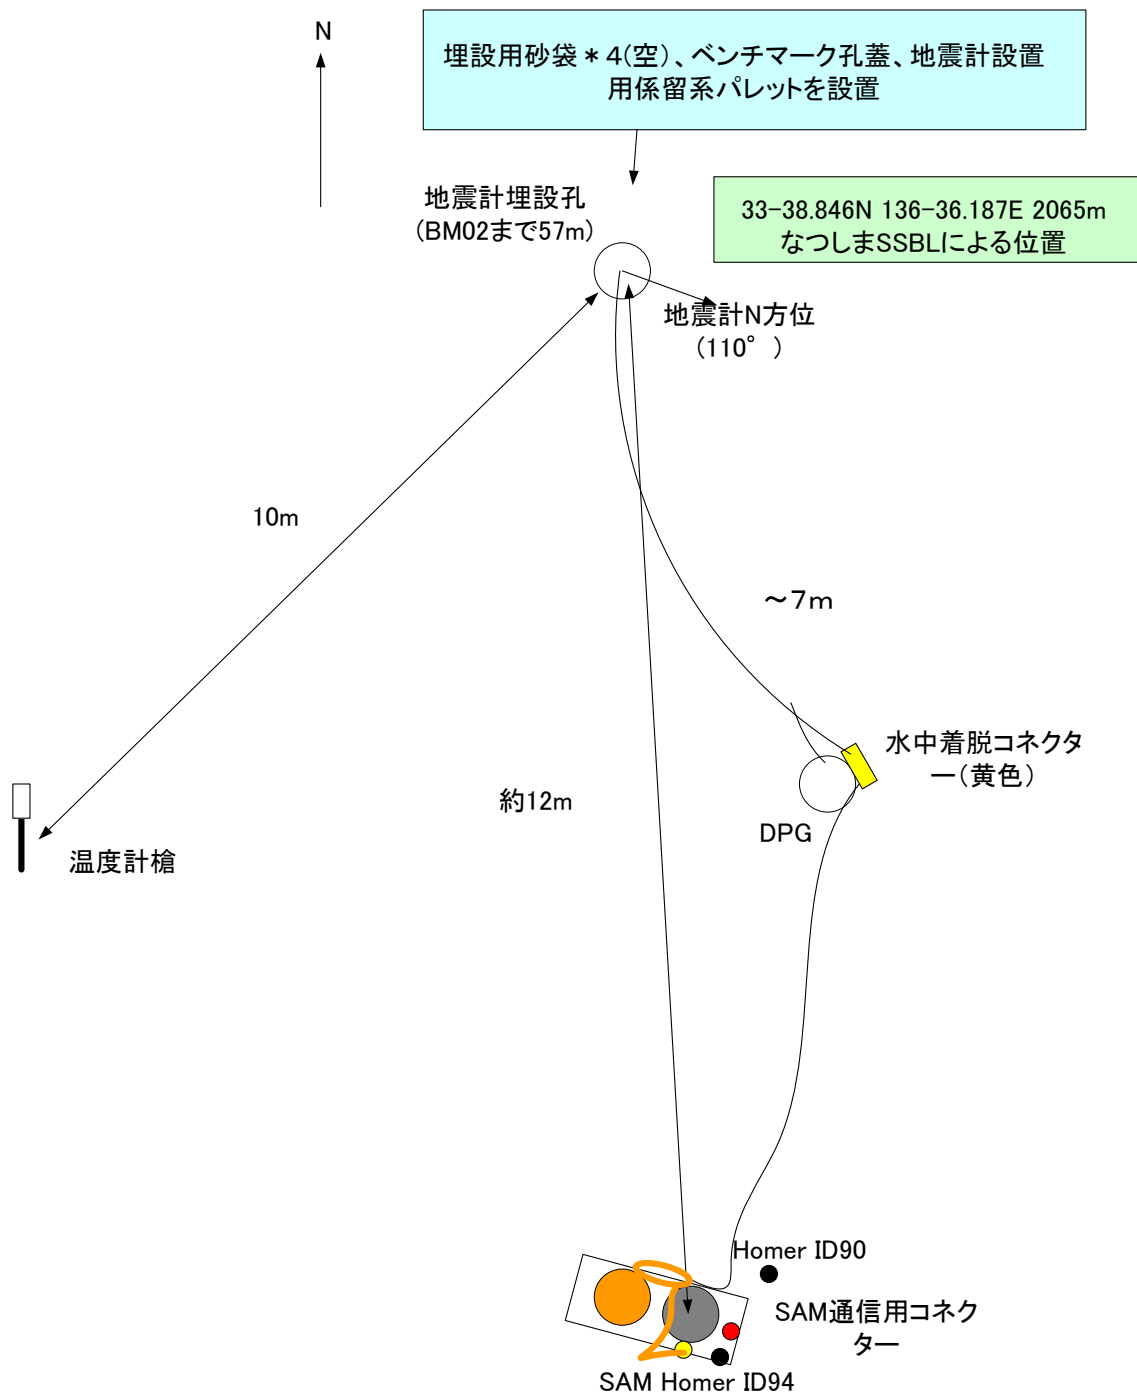 N
埋設用砂袋＊4(空)、ベンチマーク孔蓋、地震計設置
用係留系パレットを設置
地震計埋設孔
(BM02まで57m)
33-38.846N 136-36.187E 2065m
なつしまSSBLによる位置
地震計N方位
(110°)
10m
～7m
水中着脱コネクタ
ー(黄色)
約12m
DPG
温度計槍
Homer ID90
SAM通信用コネク
ター
SAM Homer ID94